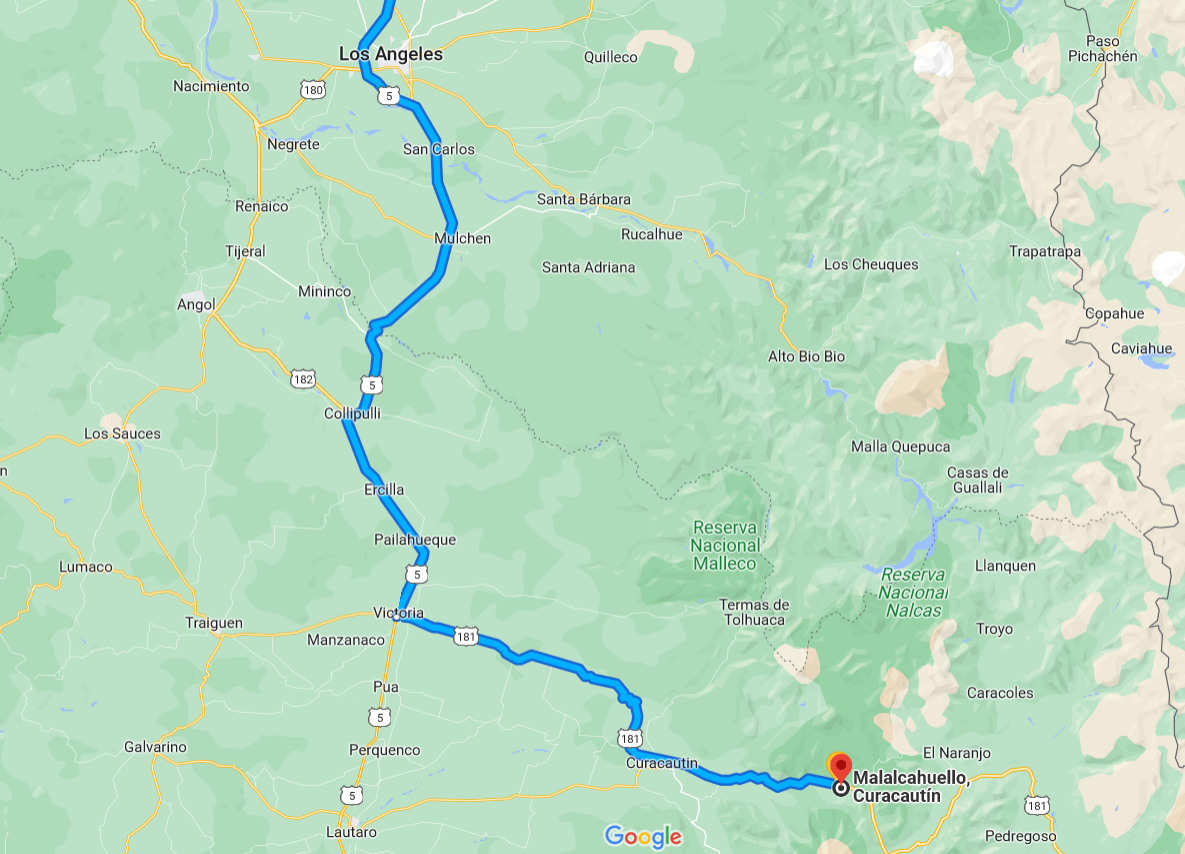 Paso
Pichachén
Los Angeles
Quilleco
Nacimiento
180
5
Negrete
San Carlos
Santa Bárbara
Renaico
Rucalhue
Mulchen
Tijeral
Trapatrapa
Santa Adriana
Los Cheuques
Mininco
Angol
Copahue
Caviahue
Alto Bio Bio
182
5
Collipulli
Los Sauces
Malla Quepuca
n
Casas de
Guallali
Ercilla
Reserva
Nacional
Malleco
Pailahueque
Lumaco
5
Llanquen
Reserva
Nacional
Nalcas
Termas de
Tolhuaca
Victoria
Traiguen
181
Troyo
Manzanaco
Pua
Caracoles
5
181
Galvarino
Perquenco
El Naranjo
Curacautin
Malalcahuello,
Curacautín
5
181
Lautaro
Google
Pedregoso